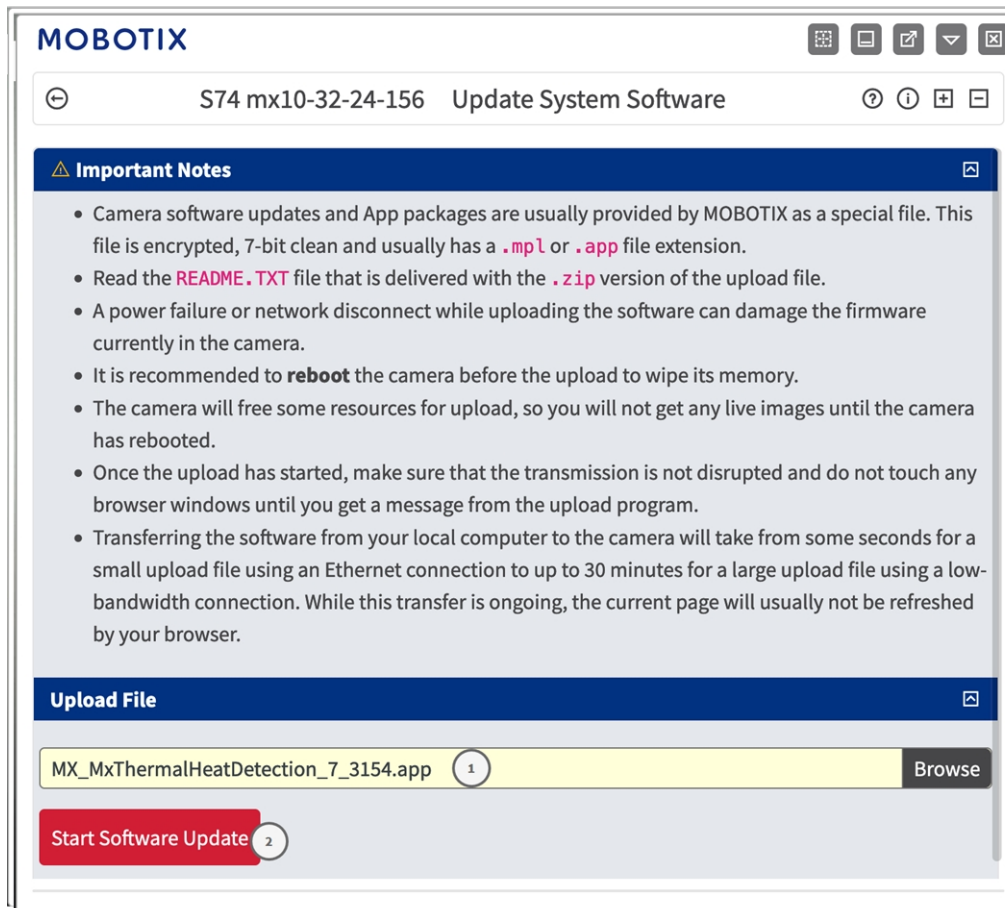 MOBOTIX
S74 mx10-32-24-156 Update System Software
Important Notes
• Camera software updates and App packages are usually provided by MOBOTIX as a special file. This
file is encrypted, 7-bit clean and usually has a .mpl or .app file extension.
• Read the README.TXT file that is delivered with the .zip version of the upload file.
• A power failure or network disconnect while uploading the software can damage the firmware
currently in the camera.
• It is recommended to reboot the camera before the upload to wipe its memory.
• The camera will free some resources for upload, so you will not get any live images until the camera
has rebooted.
• Once the upload has started, make sure that the transmission is not disrupted and do not touch any
browser windows until you get a message from the upload program.
• Transferring the software from your local computer to the camera will take from some seconds for a
small upload file using an Ethernet connection to up to 30 minutes for a large upload file using a low-
bandwidth connection. While this transfer is ongoing, the current page will usually not be refreshed
by your browser.
Upload File
MX_MxThermalHeatDetection_7_3154.app 1 Browse
Start Software Update 2